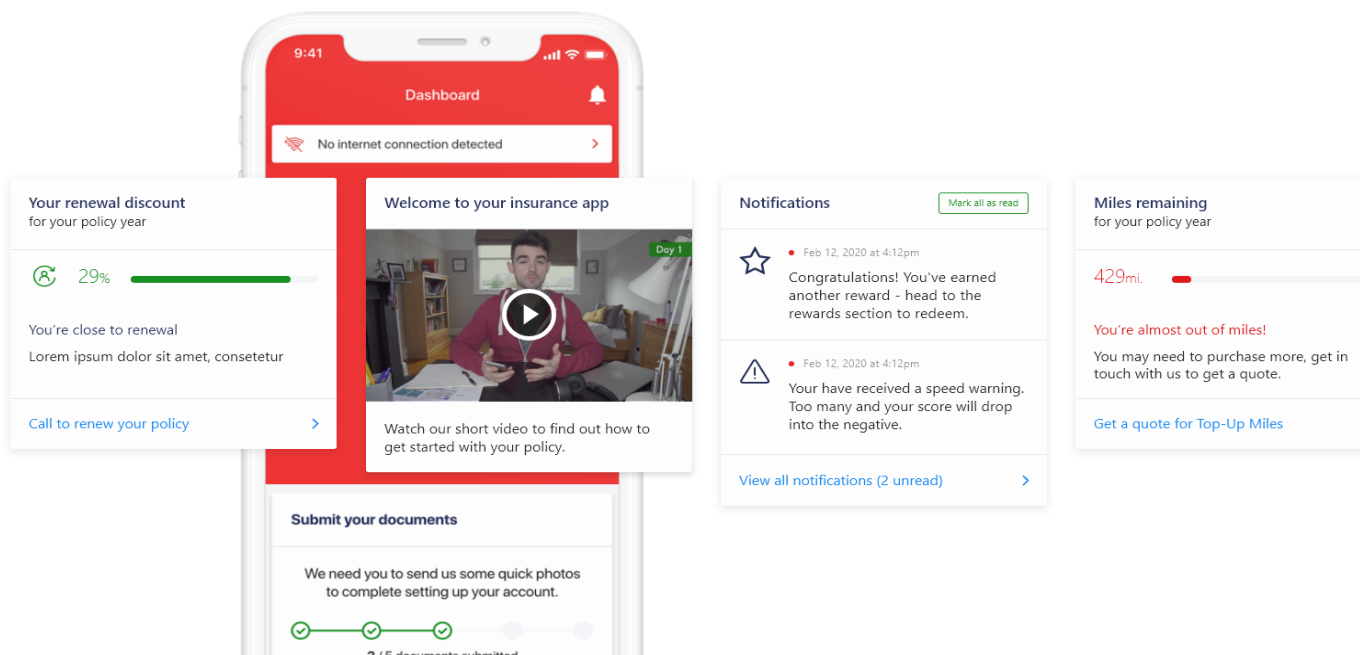 9:41
Dashboard
No internet connection detected
Your renewal discount
for your policy year
29%
You're close to renewal
Lorem ipsum dolor sit amet, consetetur
Call to renew your policy
Welcome to your insurance app
Day 1
Watch our short video to find out how to
get started with your policy.
Notifications
Mark all as read
Feb 12, 2020 at 4:12pm
Congratulations! You've earned
another reward - head to the
rewards section to redeem.
Feb 12, 2020 at 4:12pm
Your have received a speed warning.
Too many and your score will drop
into the negative.
View all notifications (2 unread)
Miles remaining
for your policy year
429mi.
You're almost out of miles!
You may need to purchase more, get in
touch with us to get a quote.
Get a quote for Top-Up Miles
Submit your documents
We need you to send us some quick photos
to complete setting up your account.
3 / 5 documents submitted